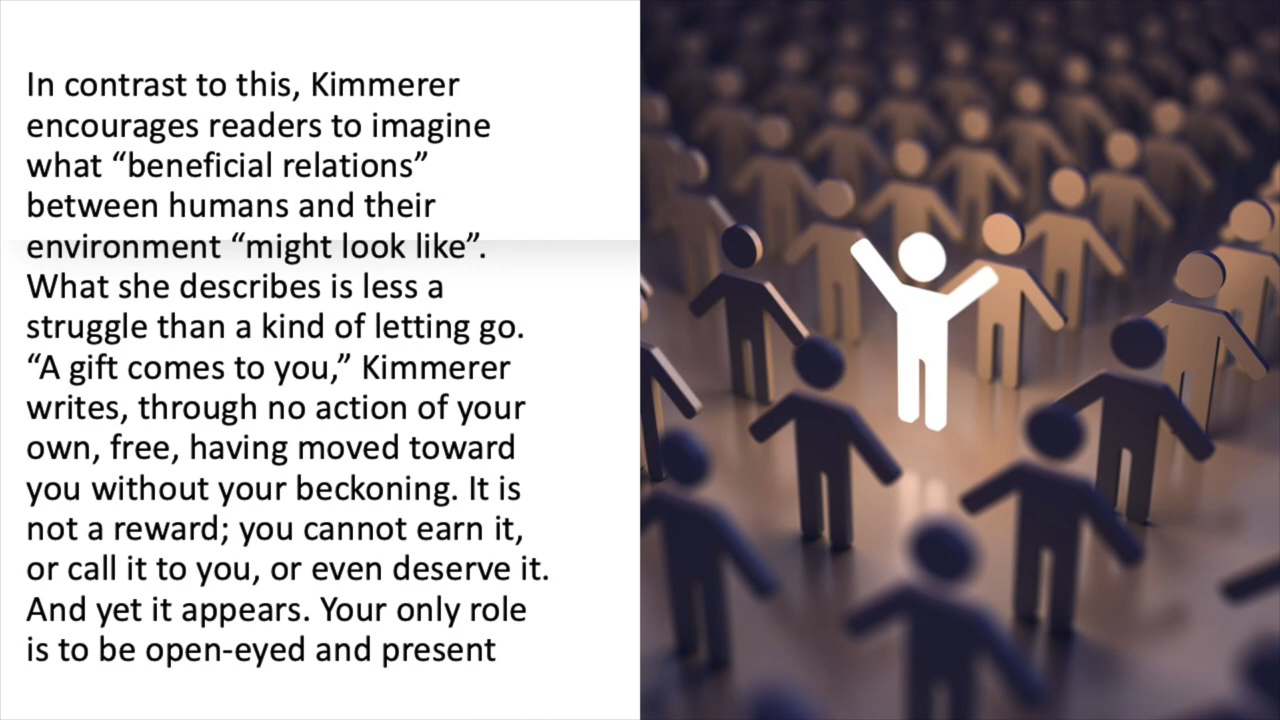 In contrast to this, Kimmerer
encourages readers to imagine
what “beneficial relations”
between humans and their
environment “might look like”.
What she describes is less a
struggle than a kind of letting go.
“A gift comes to you,” Kimmerer
writes, through no action of your
own, free, having moved toward
you without your beckoning. It is
not a reward; you cannot earn it,
or call it to you, or even deserve it.
And yet it appears. Your only role
is to be open-eyed and present